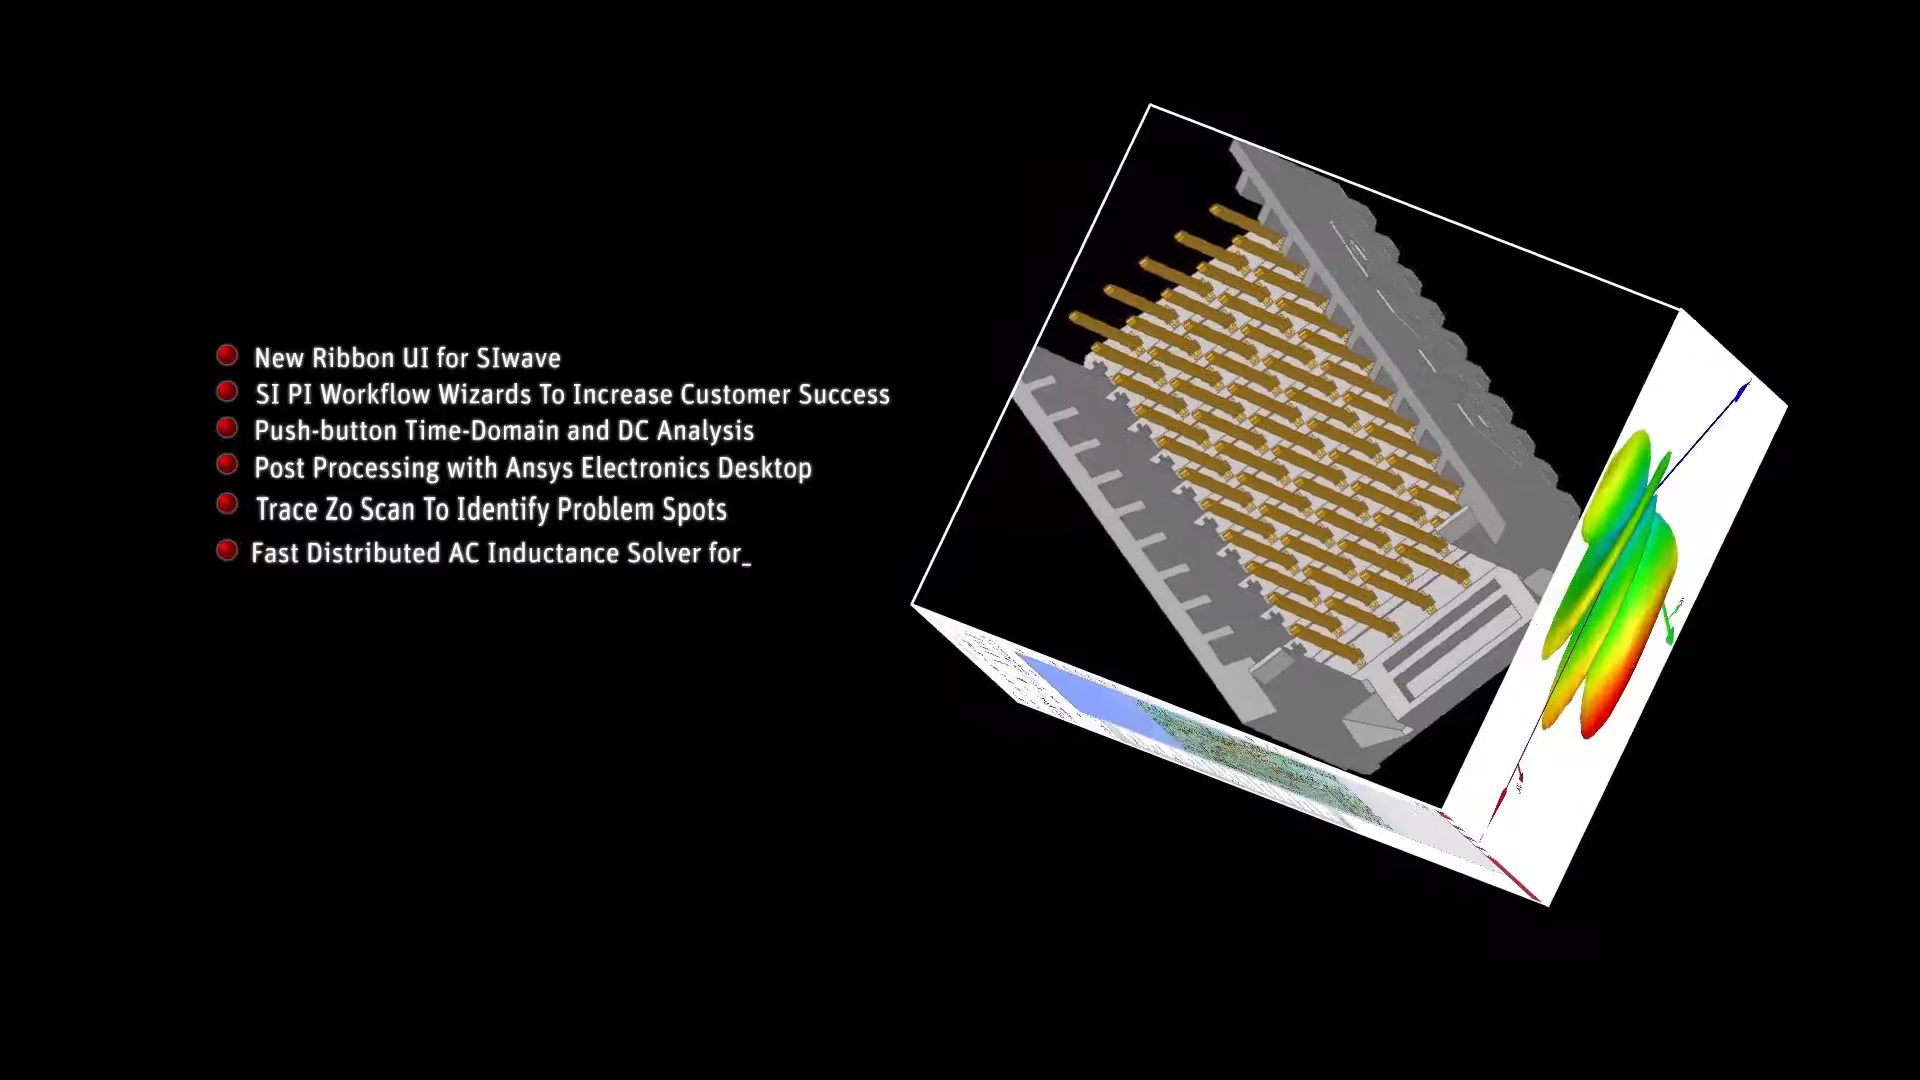 New Ribbon UI for SIwave
SI PI Workflow Wizards To Increase Customer Success
Push-button Time-Domain and DC Analysis
Post Processing with Ansys Electronics Desktop
Trace Zo Scan To Identify Problem Spots
Fast Distributed AC Inductance Solver for_